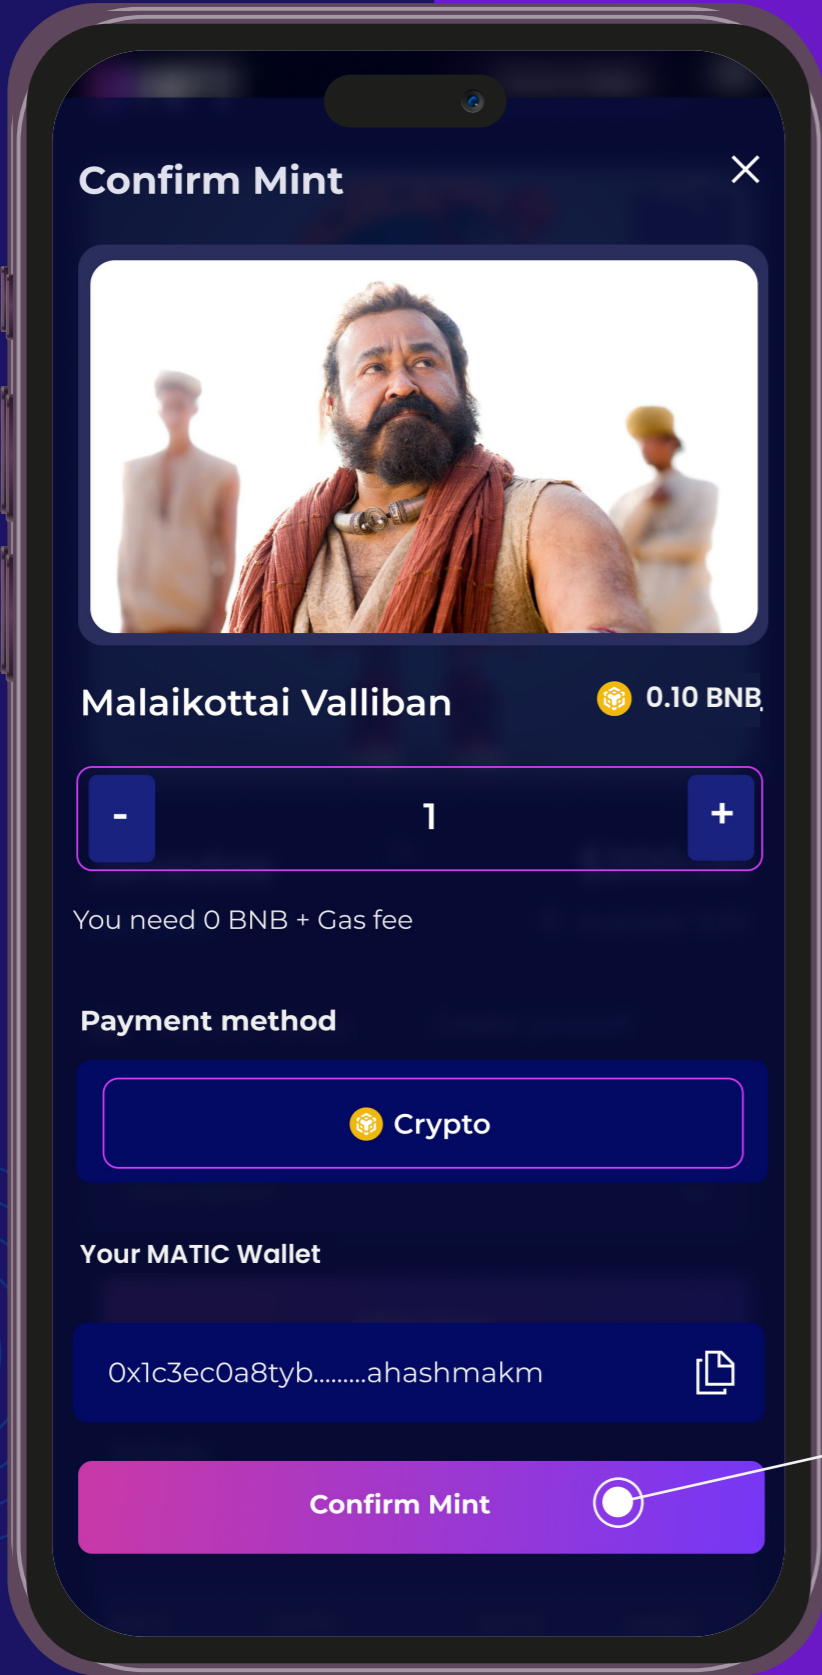 Confirm Mint
Malaikottai Valliban
0.10 BNB
-
1
+
You need 0 BNB + Gas fee
Payment method
Crypto
Your MATIC Wallet
0x1c3ec0a8tyb.........ahashmakm
Confirm Mint